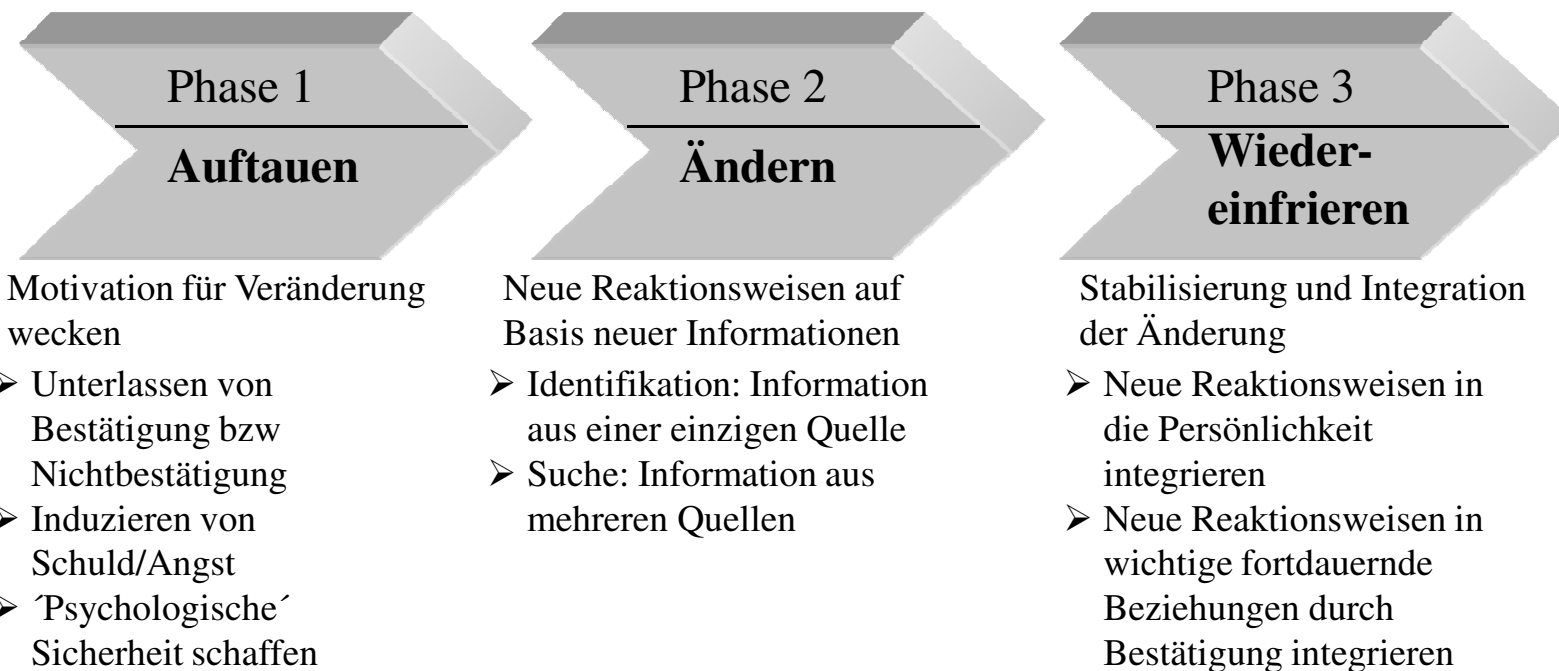 Phase 1
Auftauen
Motivation für Veränderung
wecken
➢ Unterlassen von
Bestätigung bzw
Nichtbestätigung
➢ Induzieren von
Schuld/Angst
➢ ´Psychologische´
Sicherheit schaffen
Phase 2
Ändern
Neue Reaktionsweisen auf
Basis neuer Informationen
➢ Identifikation: Information
aus einer einzigen Quelle
➢ Suche: Information aus
mehreren Quellen
Phase 3
Wieder-
einfrieren
Stabilisierung und Integration
der Änderung
➢ Neue Reaktionsweisen in
die Persönlichkeit
integrieren
➢ Neue Reaktionsweisen in
wichtige fortdauernde
Beziehungen durch
Bestätigung integrieren